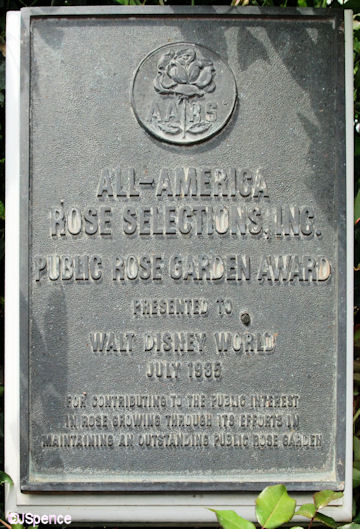 AARS
ALL-AMERICA
ROSE SELECTIONS, INC.
PUBLIC ROSE GARDEN AWARD
PRESENTED TO
WALT DISNEY WORLD
JULY 1985
FOR CONTRIBUTING TO THE PUBLIC INTEREST
IN ROSE GROWING THROUGH ITS EFFORTS IN
MAINTAINING AN OUTSTANDING PUBLIC ROSE GARDEN
©JSpence